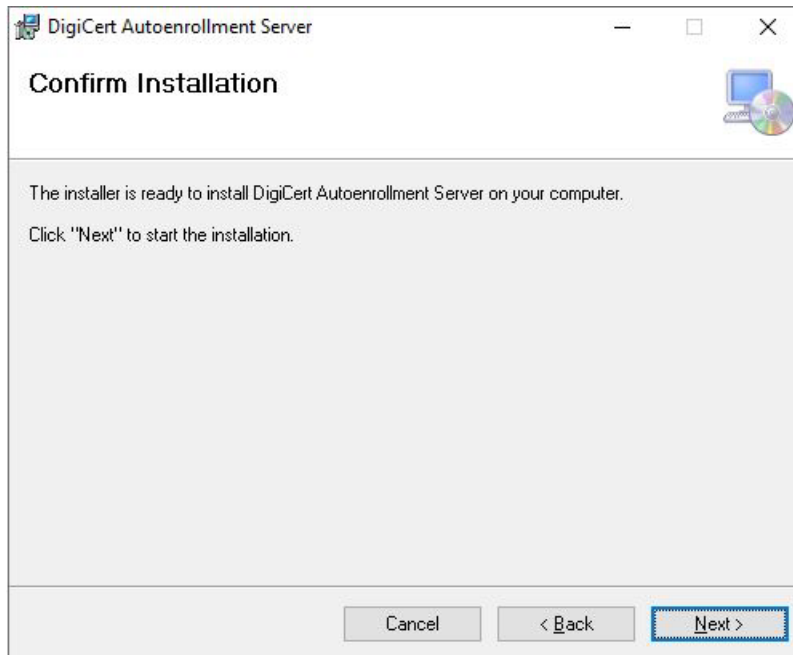 DigiCert Autoenrollment Server
Confirm Installation
The installer is ready to install DigiCert Autoenrollment Server on your computer.
Click "Next" to start the installation.
Cancel
< Back
Next >